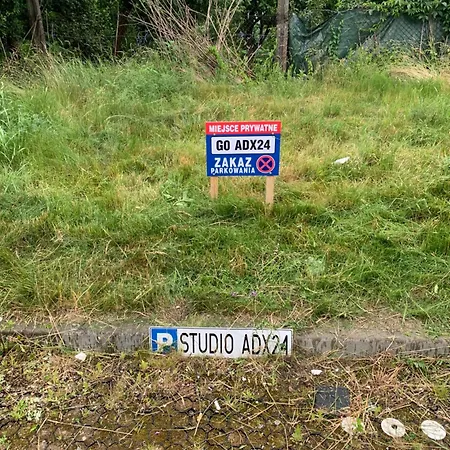 MIEJSCE PRYWATNE
GO ADX24
ZAKAZ
PARKOWANIA
P STUDIO ADX24